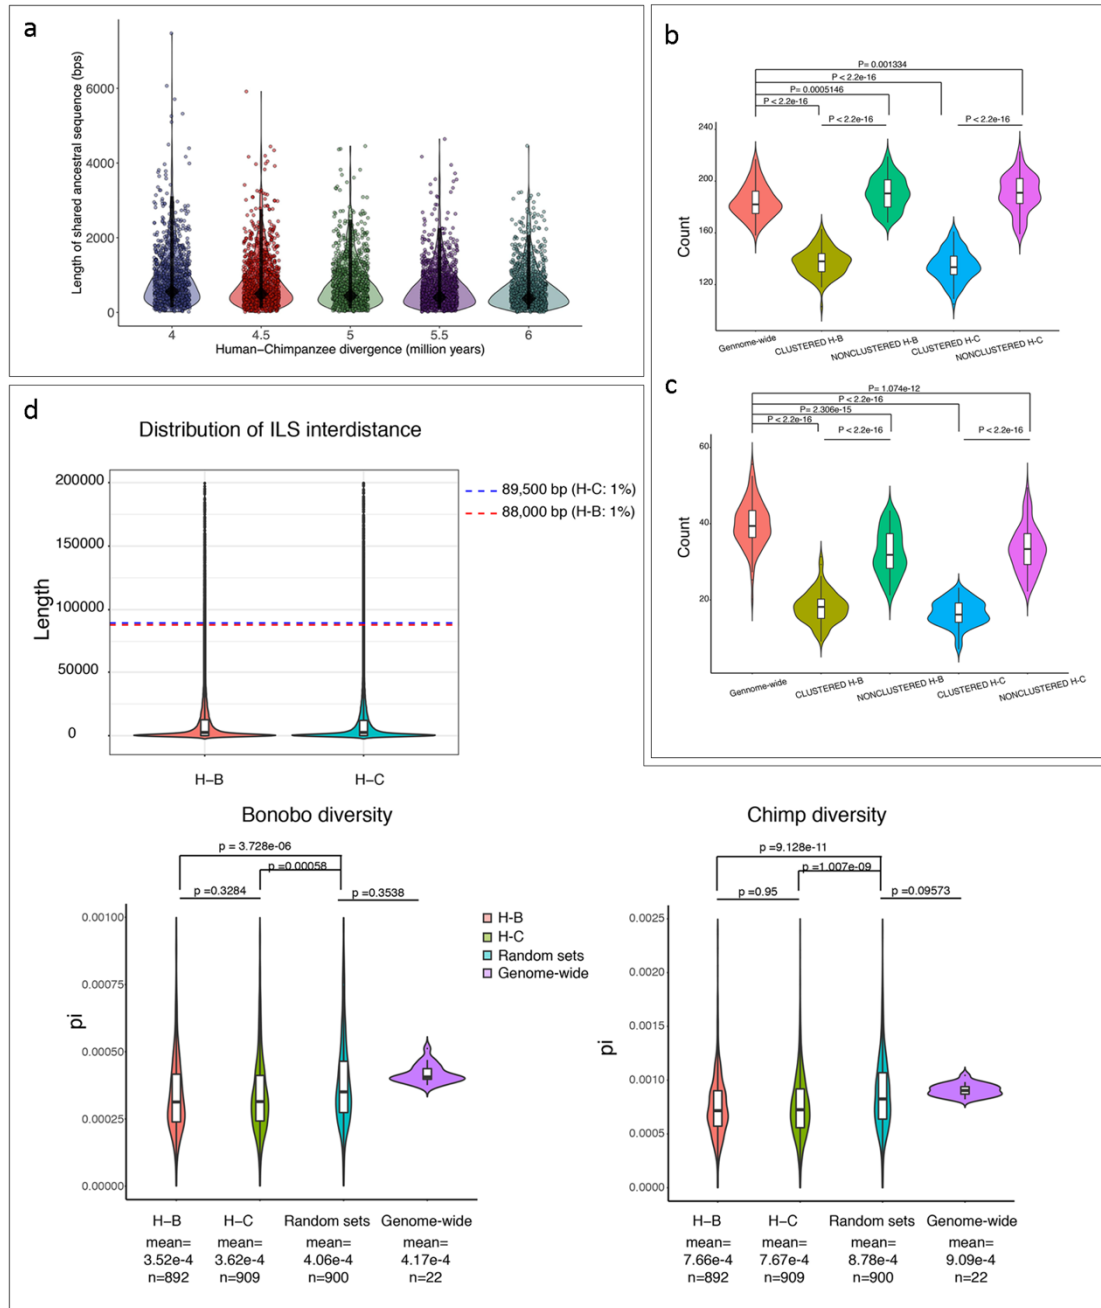 a
Length of shared ancestral sequence (bps)
6000
4000
2000
0
4
4.5
5
5.5
6
Human−Chimpanzee divergence (million years)
b
P= 0.001334
P < 2.2e-16
P= 0.0005146
P < 2.2e-16
P < 2.2e-16
P < 2.2e-16
Count
240
200
160
120
Gennome-wide
CLUSTERED H-B
NONCLUSTERED H-B
CLUSTERED H-C
NONCLUSTERED H-C
c
P= 1.074e-12
P < 2.2e-16
P= 2.306e-15
P < 2.2e-16
P < 2.2e-16
P < 2.2e-16
Count
60
40
20
Gennome-wide
CLUSTERED H-B
NONCLUSTERED H-B
CLUSTERED H-C
NONCLUSTERED H-C
d
Distribution of ILS interdistance
Length
200000
150000
100000
50000
0
H−B
H−C
89,500 bp (H-C: 1%)
88,000 bp (H-B: 1%)
Bonobo diversity
p = 3.728e-06
p =0.00058
p =0.3284
p =0.3538
pi
0.00100
0.00075
0.00050
0.00025
0.00000
H-B
H-C
Random sets
Genome-wide
H−B
mean=
3.52e-4
n=892
H−C
mean=
3.62e-4
n=909
Random sets
mean=
4.06e-4
n=900
Genome-wide
mean=
4.17e-4
n=22
Chimp diversity
p =9.128e-11
p =1.007e-09
p =0.95
p =0.09573
pi
0.0025
0.0020
0.0015
0.0010
0.0005
0.0000
H−B
mean=
7.66e-4
n=892
H−C
mean=
7.67e-4
n=909
Random sets
mean=
8.78e-4
n=900
Genome-wide
mean=
9.09e-4
n=22